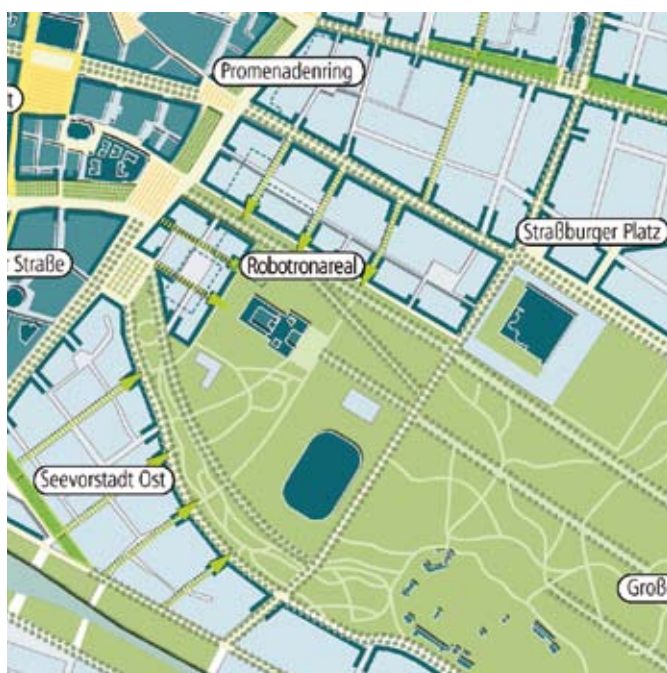 Promenadenring
t
Straßburger Platz
r Straße
Robotronareal
Seevorstadt Ost
Groß